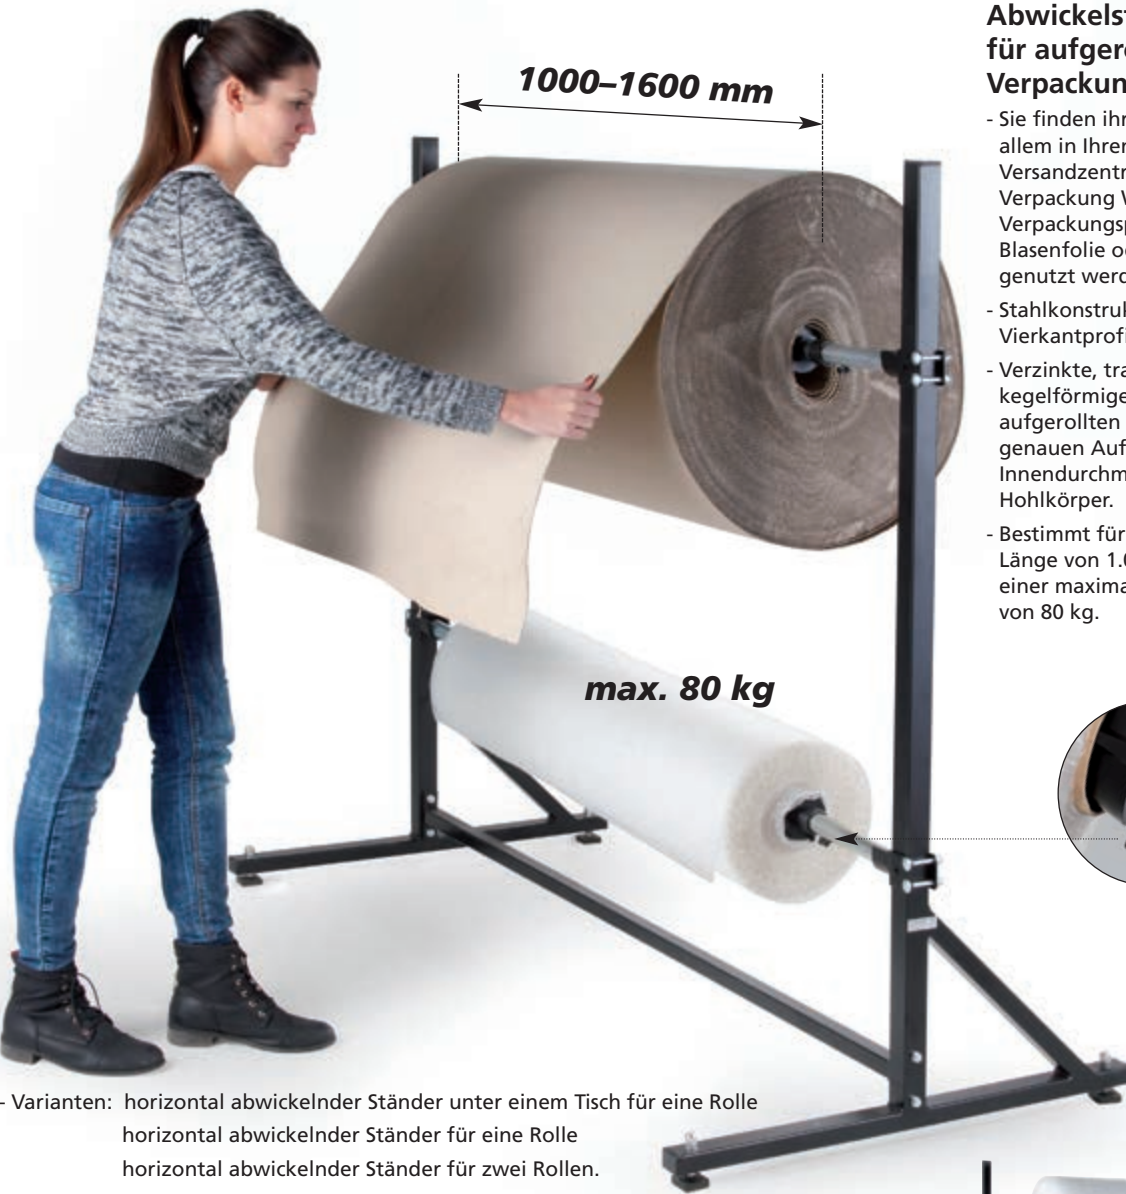 1000–1600 mm
max. 80 kg
Abwickels
für aufger
Verpackun
- Sie finden ihr
allem in Ihrer
Versandzentr
Verpackung V
Verpackungsp
Blasenfolie o
genutzt werd
- Stahlkonstruk
Vierkantprofi
- Verzinkte, tra
kegelförmige
aufgerollten
genauen Auf
Innendurchm
Hohlkörper.
- Bestimmt für
Länge von 1.0
einer maxima
von 80 kg.
- Varianten: horizontal abwickelnder Ständer unter einem Tisch für eine Rolle
horizontal abwickelnder Ständer für eine Rolle
horizontal abwickelnder Ständer für zwei Rollen.